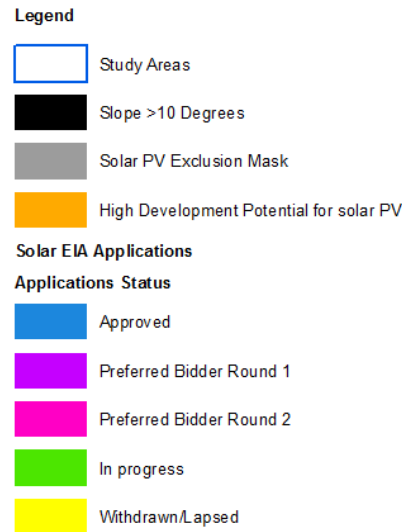 Legend
Study Areas
Slope >10 Degrees
Solar PV Exclusion Mask
High Development Potential for solar PV
Solar EIA Applications
Applications Status
Approved
Preferred Bidder Round 1
Preferred Bidder Round 2
In progress
Withdrawn/Lapsed